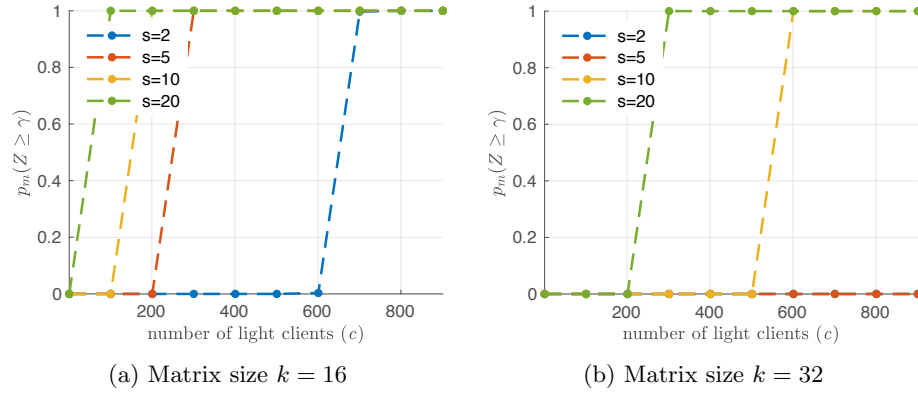 1
0.8
0.6
0.4
0.2
0
s=2
s=5
s=10
s=20
p_m(Z ≥ γ)
200 400 600 800
number of light clients (c)
(a) Matrix size k = 16
1
0.8
0.6
0.4
0.2
0
s=2
s=5
s=10
s=20
p_m(Z ≥ γ)
200 400 600 800
number of light clients (c)
(b) Matrix size k = 32